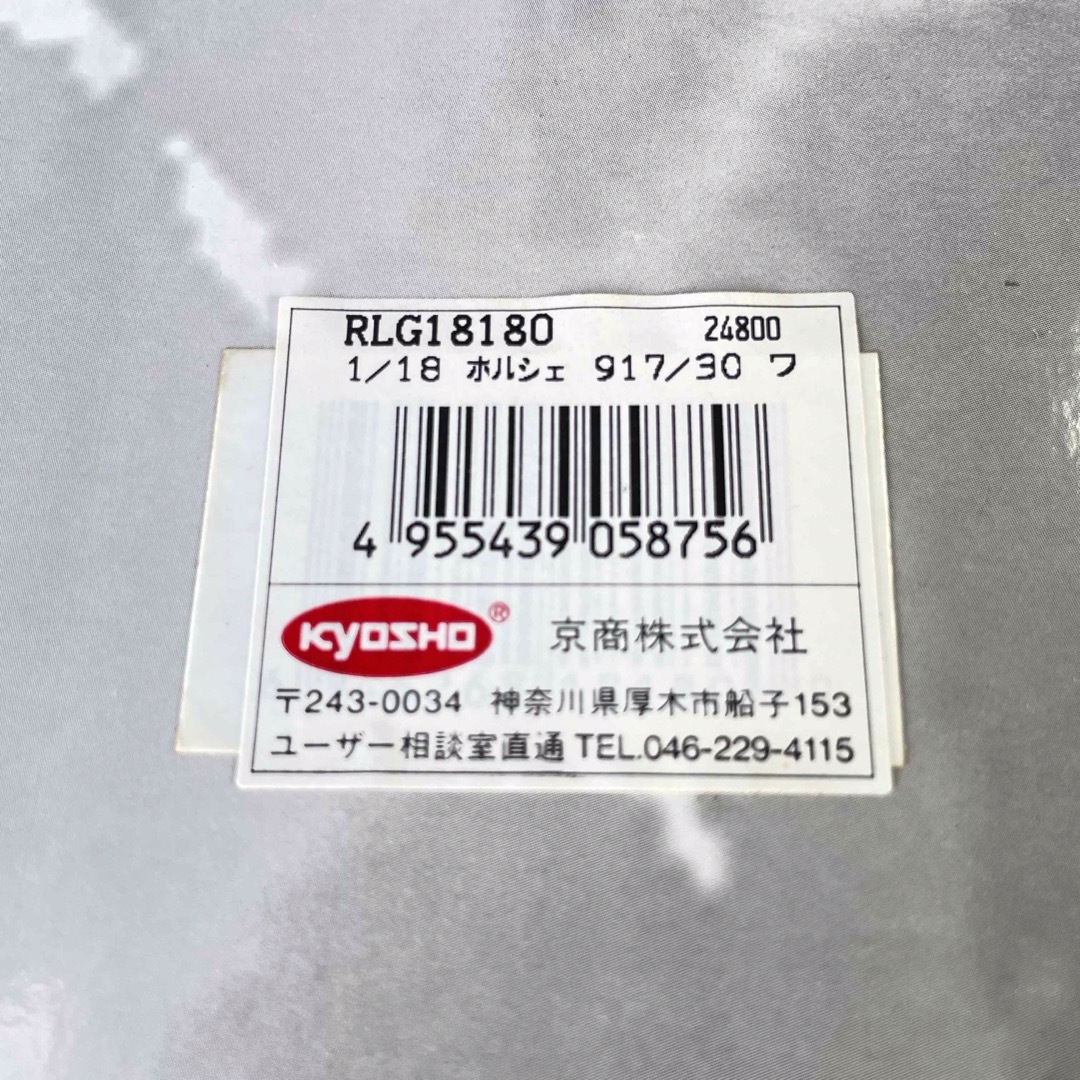 RLG18180 24800
1/18 ポルシェ 917/30 ワ
4 955439 058756
KYOSHO® 京商株式会社
〒243-0034 神奈川県厚木市船子153
ユーザー相談室直通 TEL.046-229-4115